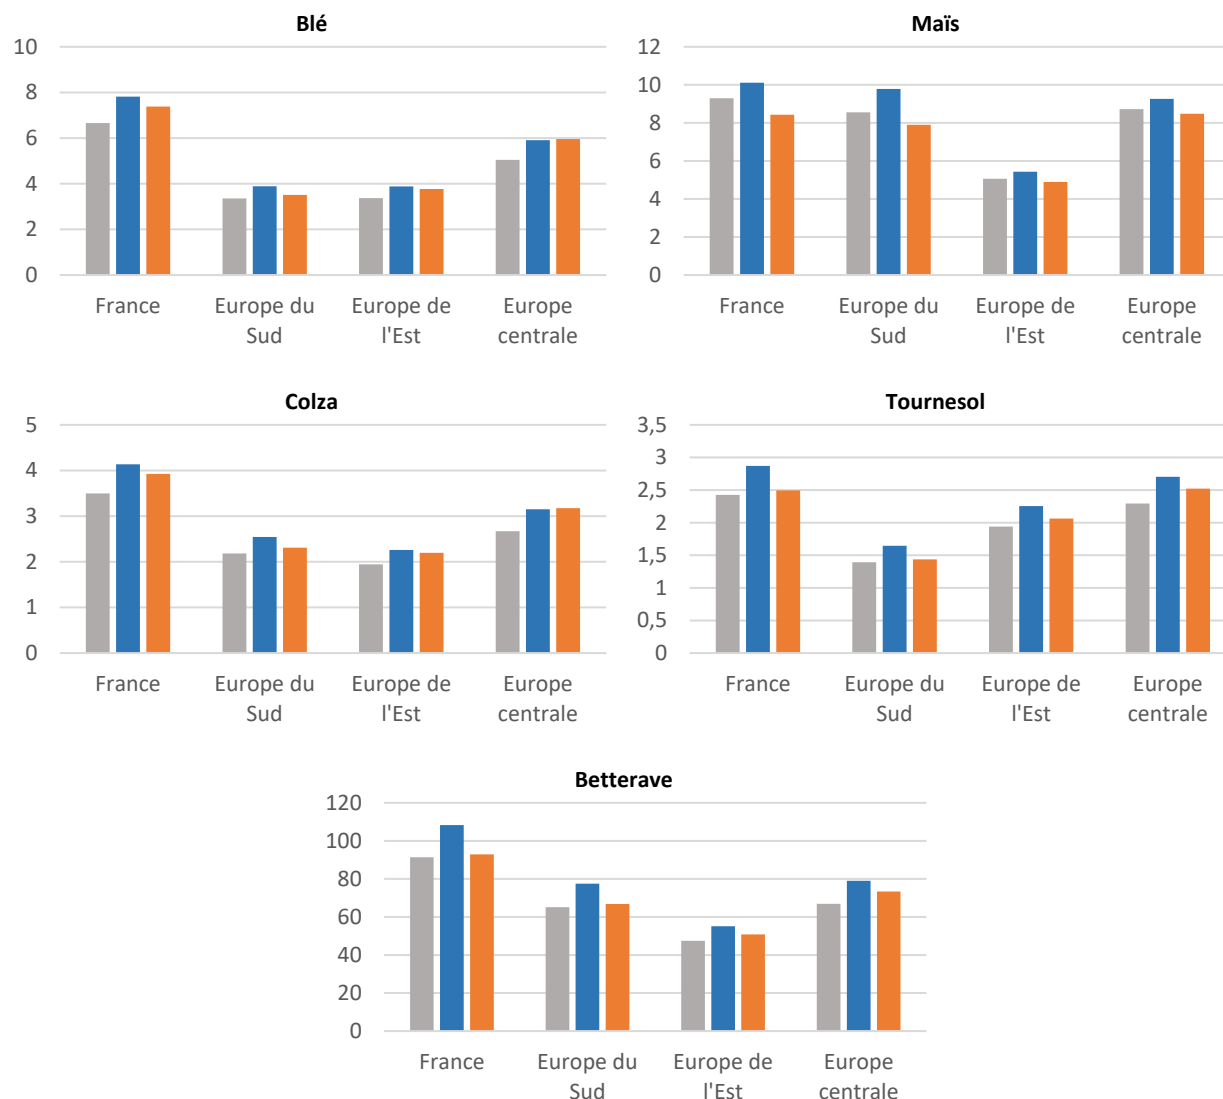 Blé
10
8
6
4
2
0
France
Europe du
Sud
Europe de
l'Est
Europe
centrale
Maïs
12
10
8
6
4
2
0
France
Europe du
Sud
Europe de
l'Est
Europe
centrale
Colza
5
4
3
2
1
0
France
Europe du
Sud
Europe de
l'Est
Europe
centrale
Tournesol
3,5
3
2,5
2
1,5
1
0,5
0
France
Europe du
Sud
Europe de
l'Est
Europe
centrale
Betterave
120
100
80
60
40
20
0
France
Europe du
Sud
Europe de
l'Est
Europe
centrale